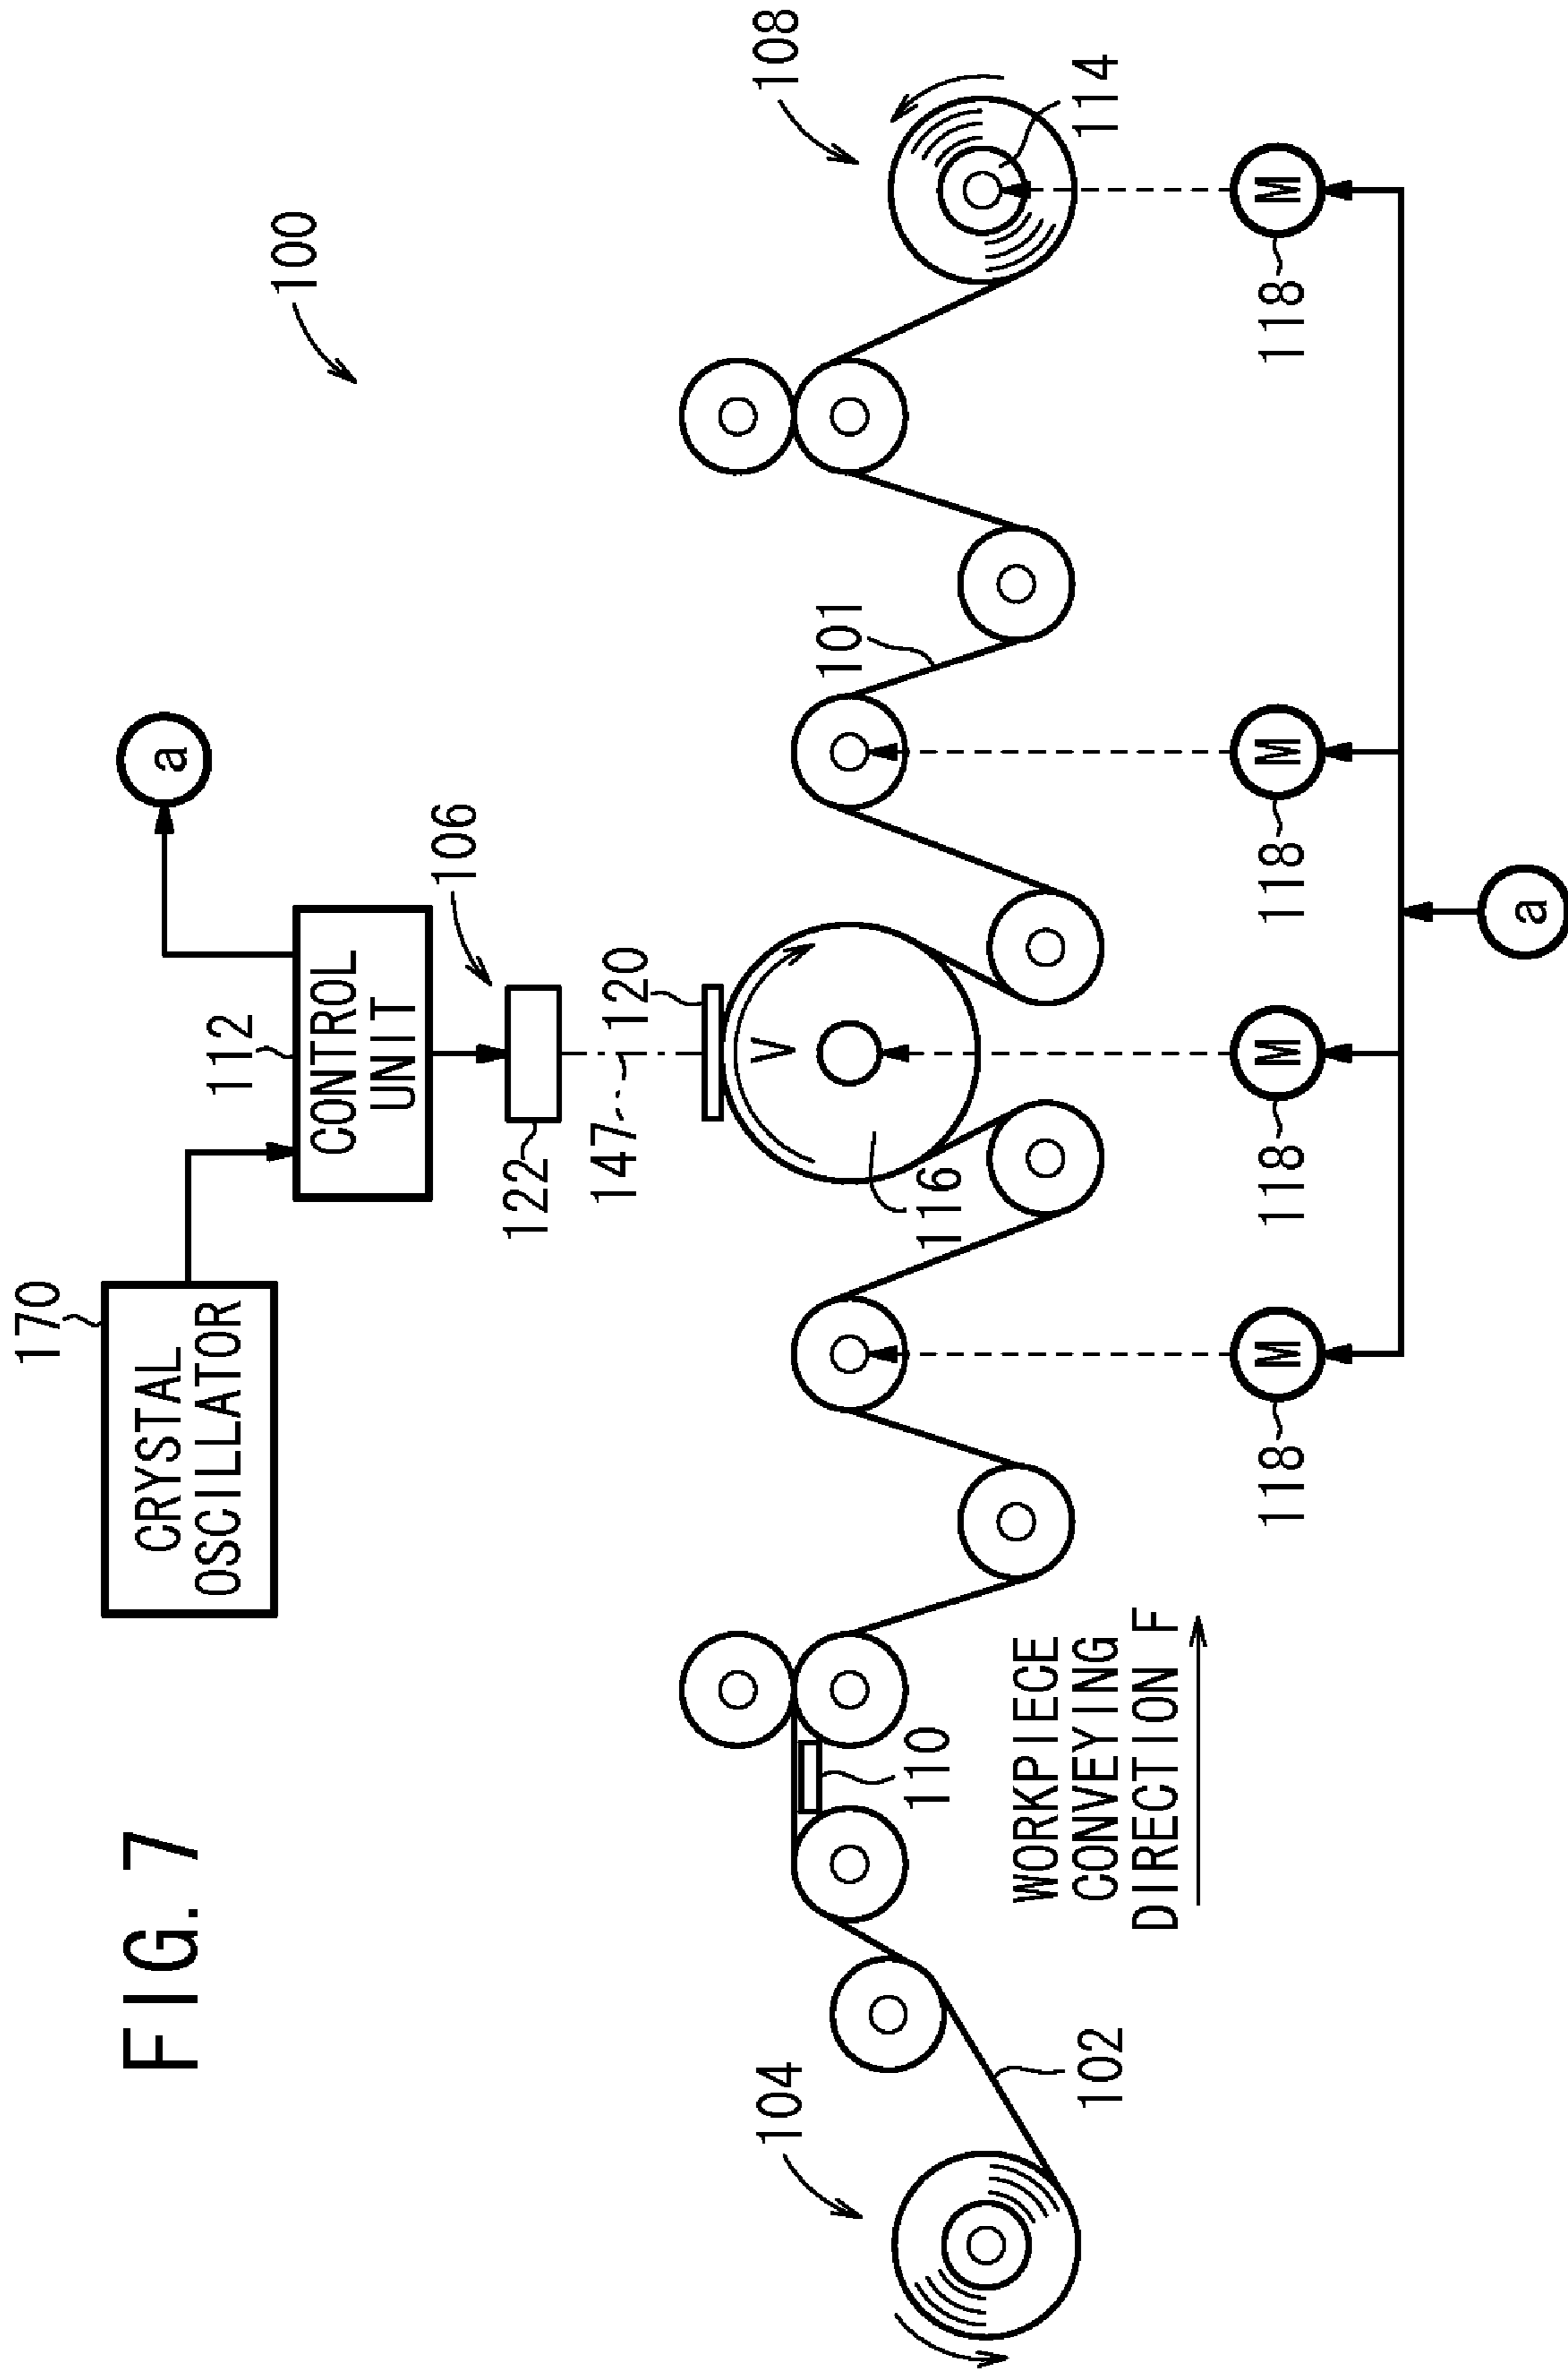 FIG. 7
100
170
CRYSTAL
OSCILLATOR
112
CONTROL
UNIT
a
106
122
147
120
V
116
101
108
114
104
102
110
WORKPIECE
CONVEYING
DIRECTION F
M
M
M
M
118
118
118
118
a